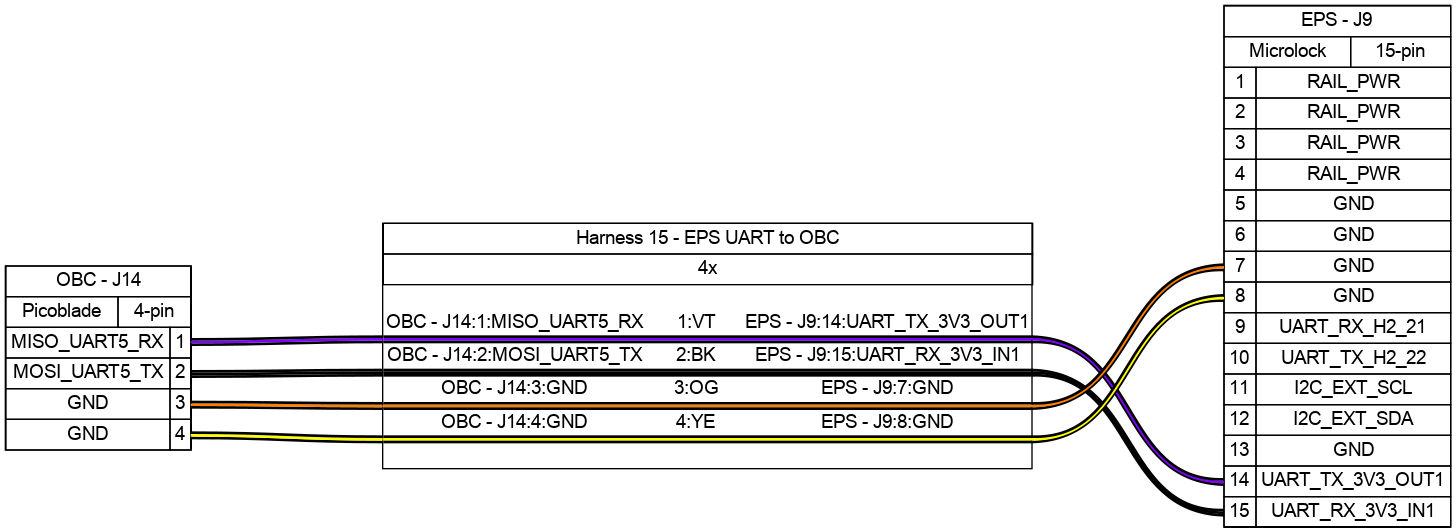 OBC - J14
Picoblade 4-pin
MISO_UART5_RX 1
MOSI_UART5_TX 2
GND 3
GND 4
Harness 15 - EPS UART to OBC
4x
OBC - J14:1:MISO_UART5_RX 1:VT EPS - J9:14:UART_TX_3V3_OUT1
OBC - J14:2:MOSI_UART5_TX 2:BK EPS - J9:15:UART_RX_3V3_IN1
OBC - J14:3:GND 3:OG EPS - J9:7:GND
OBC - J14:4:GND 4:YE EPS - J9:8:GND
EPS - J9
Microlock 15-pin
1 RAIL_PWR
2 RAIL_PWR
3 RAIL_PWR
4 RAIL_PWR
5 GND
6 GND
7 GND
8 GND
9 UART_RX_H2_21
10 UART_TX_H2_22
11 I2C_EXT_SCL
12 I2C_EXT_SDA
13 GND
14 UART_TX_3V3_OUT1
15 UART_RX_3V3_IN1